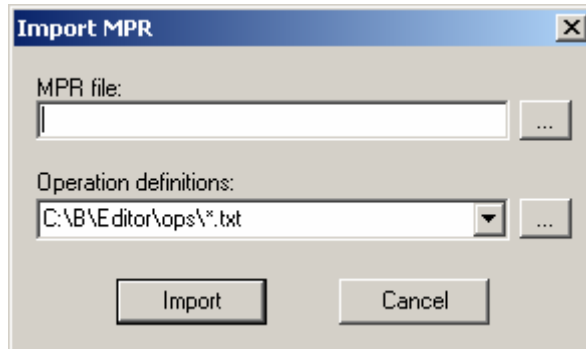 Import MPR
MPR file:
...
Operation definitions:
C:\B\Editor\ops\*.txt
...
Import
Cancel